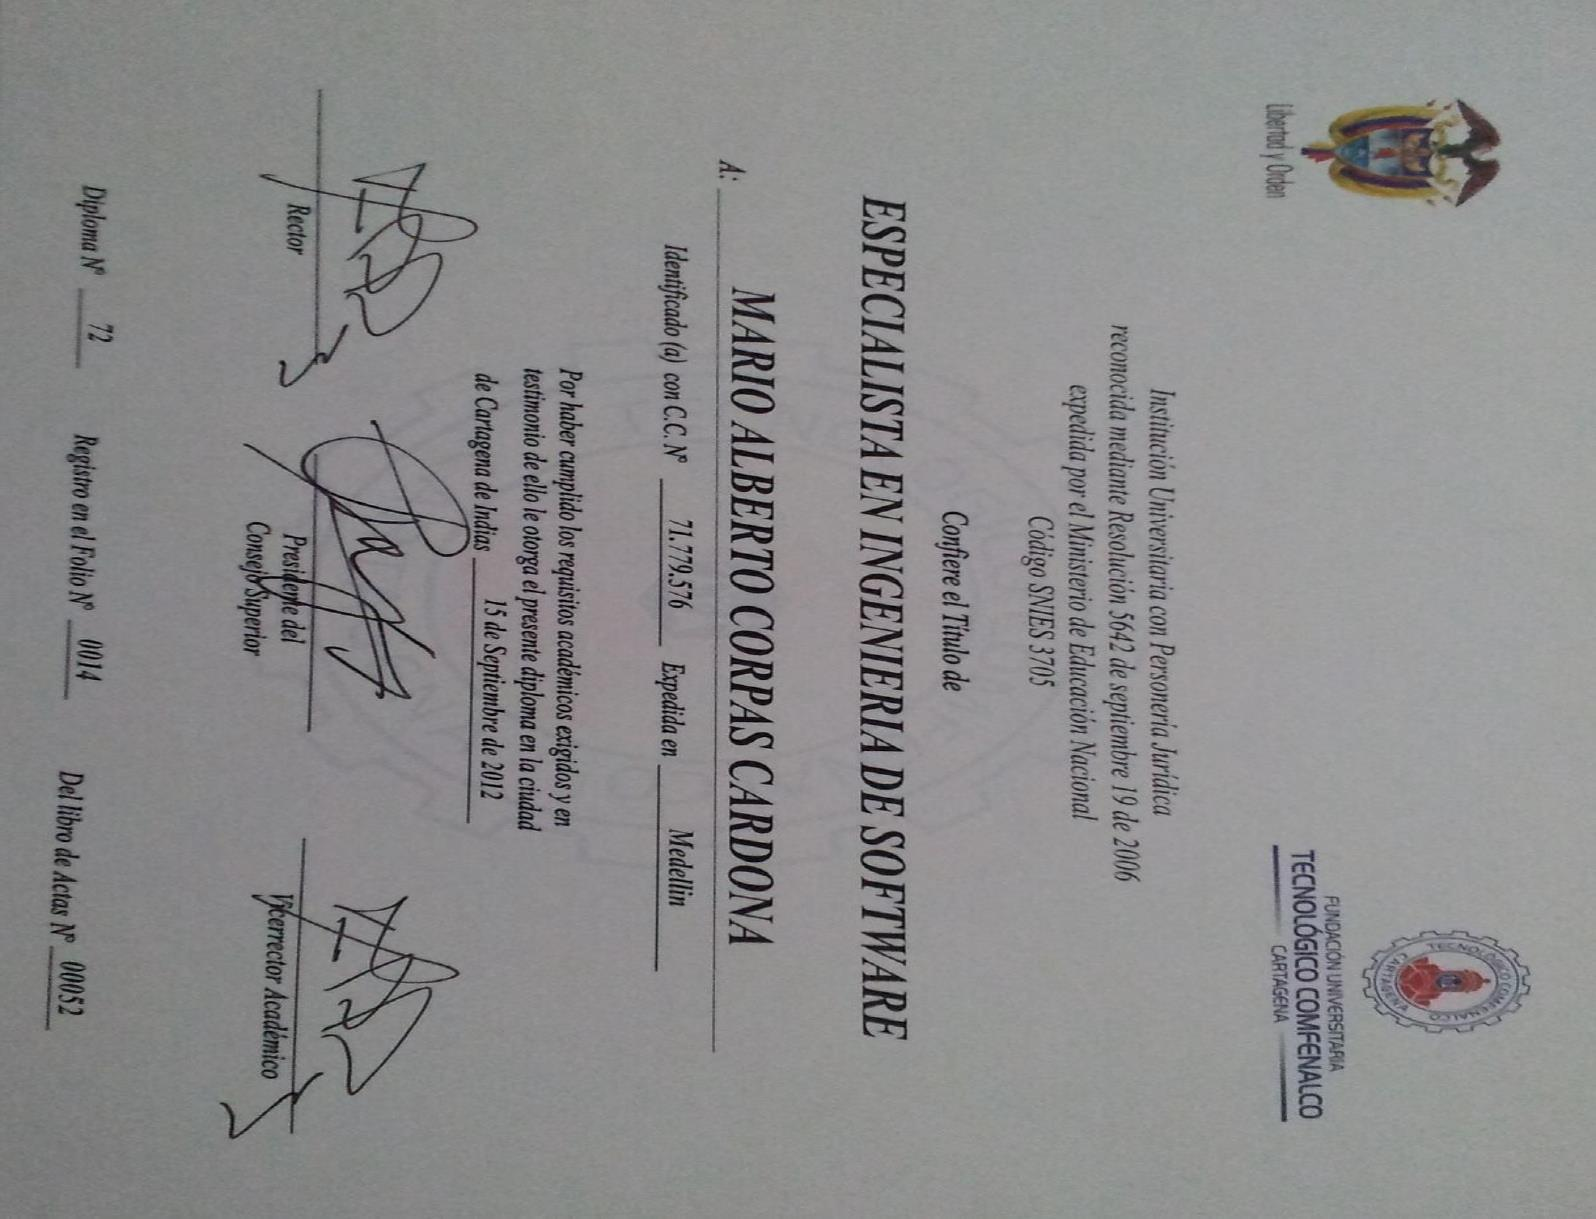 Libertad y Orden
TECNOLÓGICO COMFENALCO
CARTAGENA
FUNDACIÓN UNIVERSITARIA
TECNOLÓGICO COMFENALCO
CARTAGENA
Institución Universitaria con Personería Jurídica
reconocida mediante Resolución 5642 de septiembre 19 de 2006
expedida por el Ministerio de Educación Nacional
Código SNIES 3705
Confiere el Título de
ESPECIALISTA EN INGENIERIA DE SOFTWARE
A: MARIO ALBERTO CORPAS CARDONA
Identificado (a) con C.C. Nº 71.779.576 Expedida en Medellin
Por haber cumplido los requisitos académicos exigidos y en
testimonio de ello le otorga el presente diploma en la ciudad
de Cartagena de Indias 15 de Septiembre de 2012
Rector
Presidente del
Consejo Superior
Vicerrector Académico
Diploma Nº 72 Registro en el Folio Nº 0014 Del libro de Actas Nº 00052